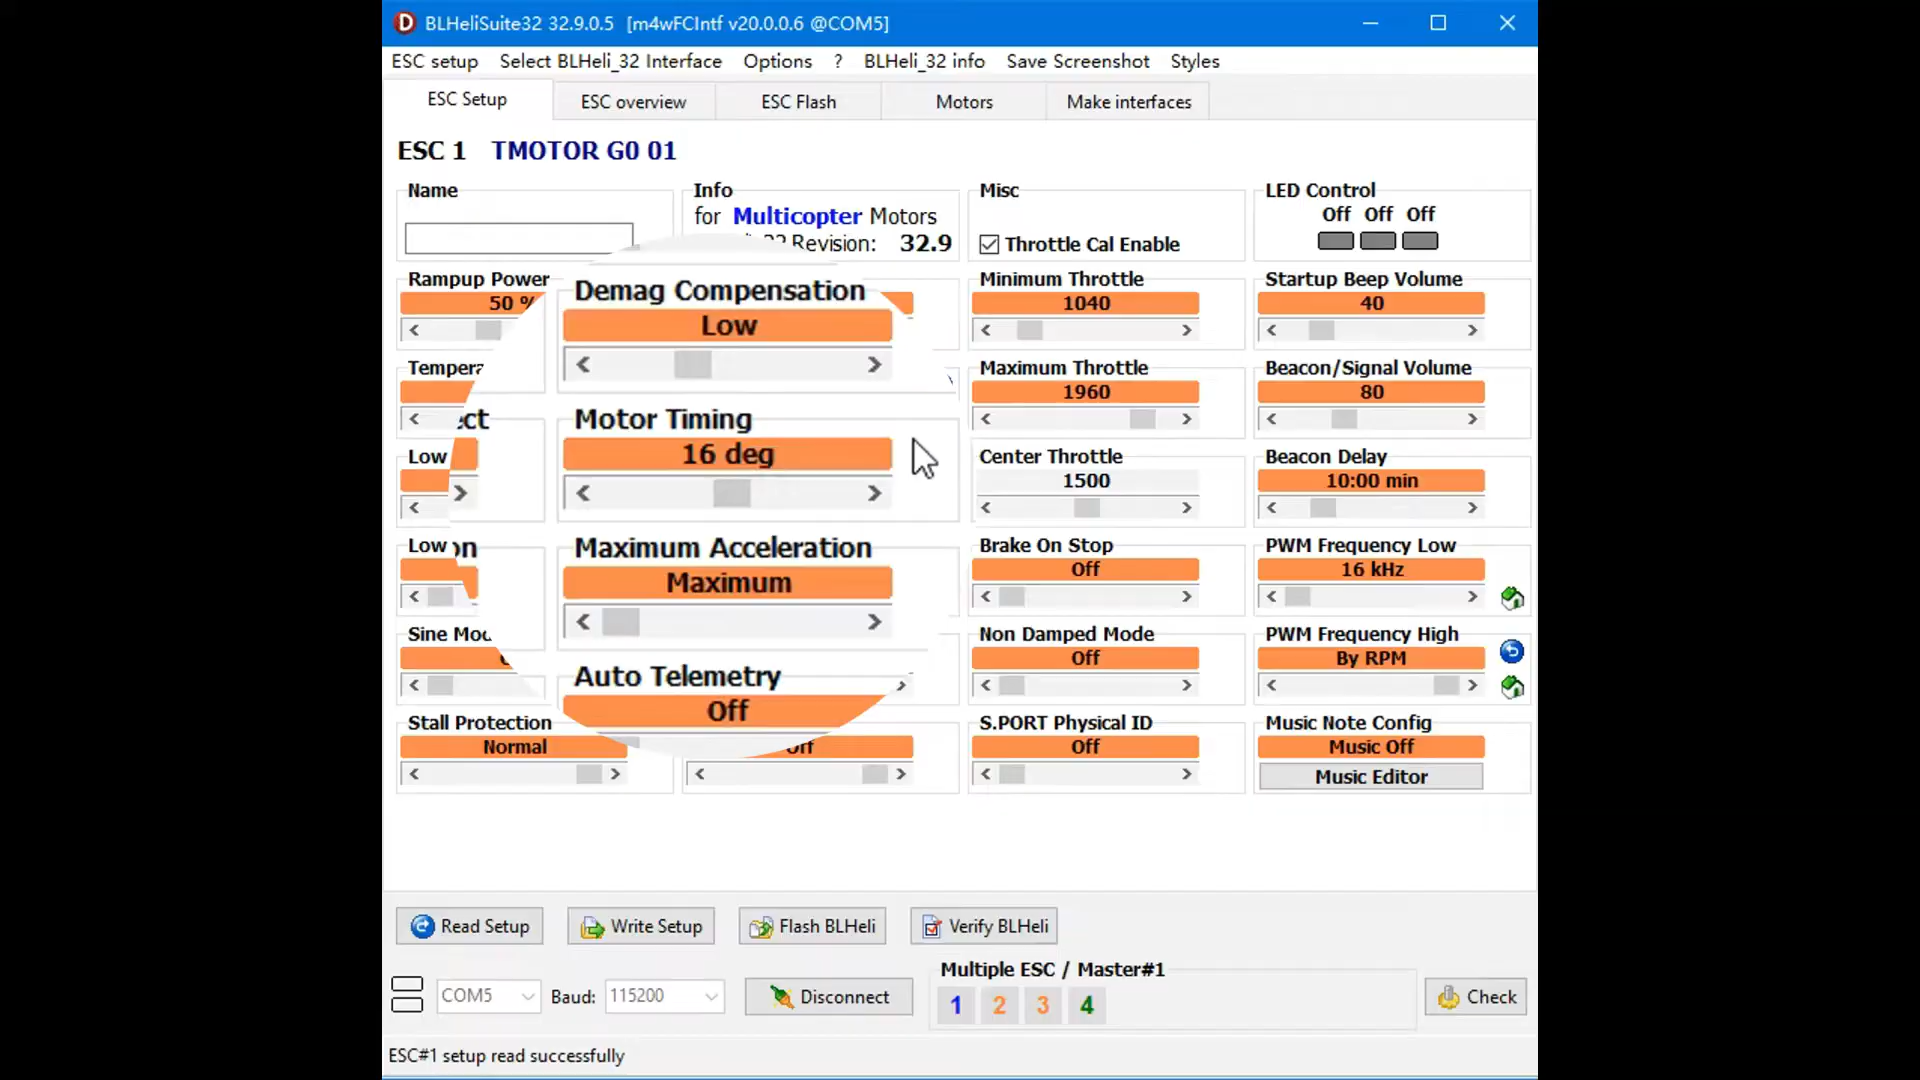 BLHeliSuite32 32.9.0.5 [m4wFCIntf v20.0.0.6 @COM5]
ESC setup Select BLHeli_32 Interface Options ? BLHeli_32 info Save Screenshot Styles
ESC Setup ESC overview ESC Flash Motors Make interfaces
ESC 1 TMOTOR G0 01
Name Info Misc LED Control
for Multicopter Motors Off Off Off
Revision: 32.9 Throttle Cal Enable
Rampup Power Demag Compensation Minimum Throttle Startup Beep Volume
50 % Low 1040 40
Maximum Throttle Beacon/Signal Volume
1960 80
Motor Timing
16 deg
Low Center Throttle Beacon Delay
1500 10:00 min
Low Maximum Acceleration Brake On Stop PWM Frequency Low
Maximum Off 16 kHz
Sine Non Damped Mode PWM Frequency High
Off By RPM
Auto Telemetry
Off
Stall Protection S.PORT Physical ID Music Note Config
Normal Off Off Music Off
Music Editor
Read Setup Write Setup Flash BLHeli Verify BLHeli
Multiple ESC / Master#1
COM5 Baud: 115200 Disconnect 1 2 3 4 Check
ESC#1 setup read successfully